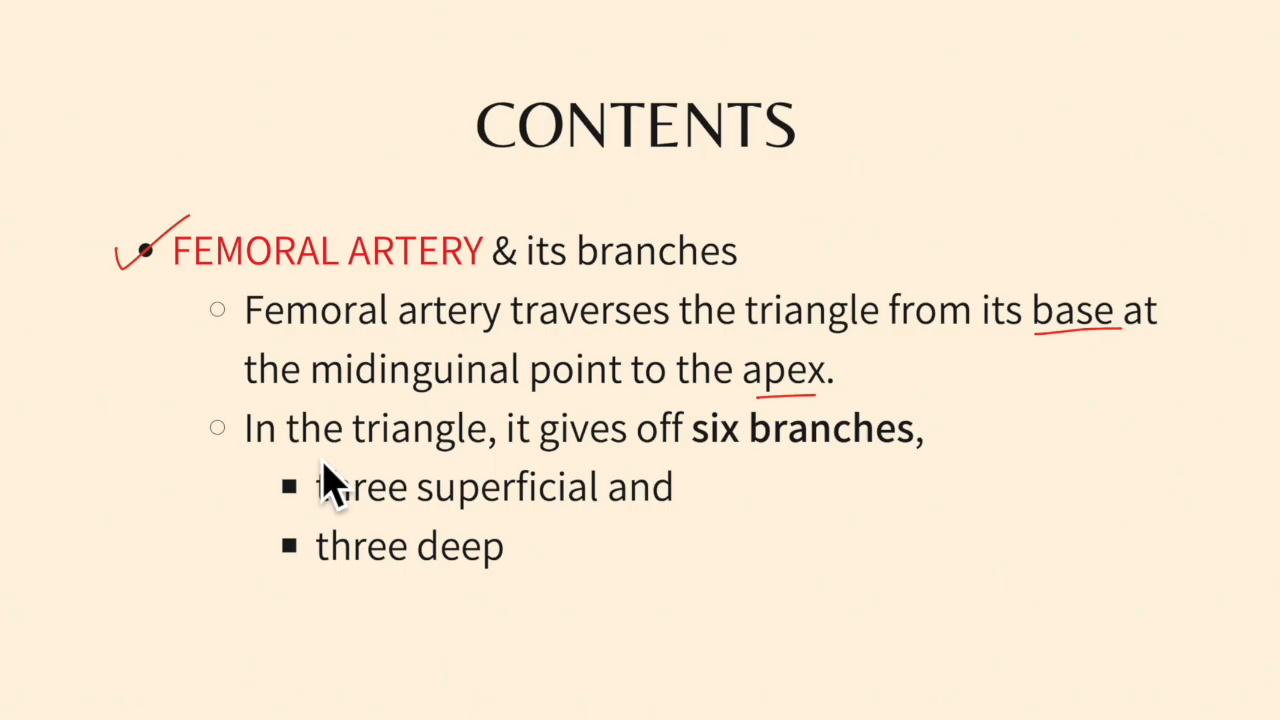 CONTENTS
• FEMORAL ARTERY & its branches
○ Femoral artery traverses the triangle from its base at
the midinguinal point to the apex.
○ In the triangle, it gives off six branches,
▪ three superficial and
▪ three deep